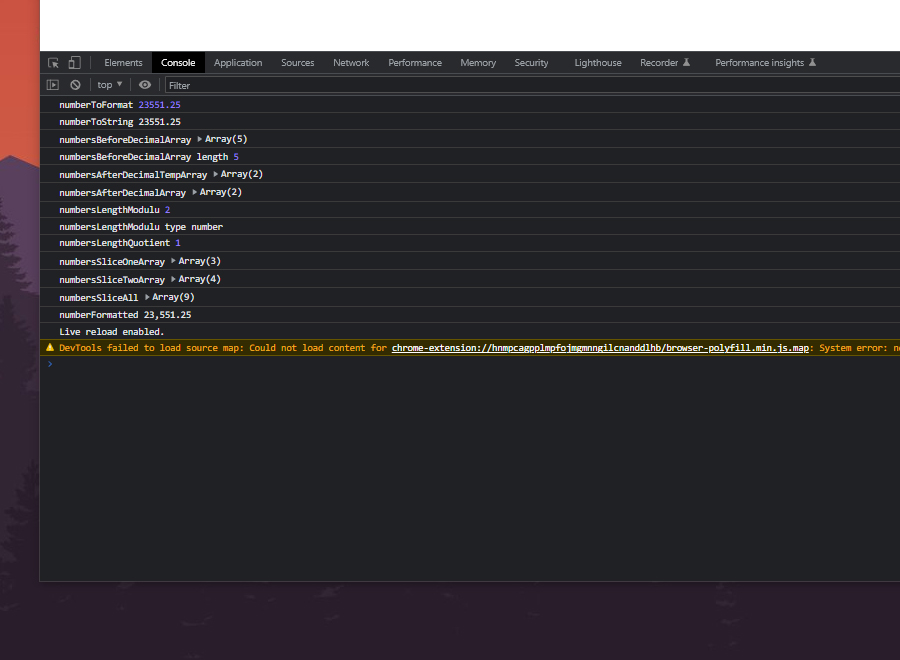 Elements Console Application Sources Network Performance Memory Security Lighthouse Recorder Performance insights
top Filter
numberToFormat 23551.25
numberToString 23551.25
numbersBeforeDecimalArray Array(5)
numbersBeforeDecimalArray length 5
numbersAfterDecimalTempArray Array(2)
numbersAfterDecimalArray Array(2)
numbersLengthModulu 2
numbersLengthModulu type number
numbersLengthQuotient 1
numbersSliceOneArray Array(3)
numbersSliceTwoArray Array(4)
numbersSliceAll Array(9)
numberFormatted 23,551.25
Live reload enabled.
DevTools failed to load source map: Could not load content for chrome-extension://hnmpcagpplmpfojmgmnngilcnanddlhb/browser-polyfill.min.js.map: System error: